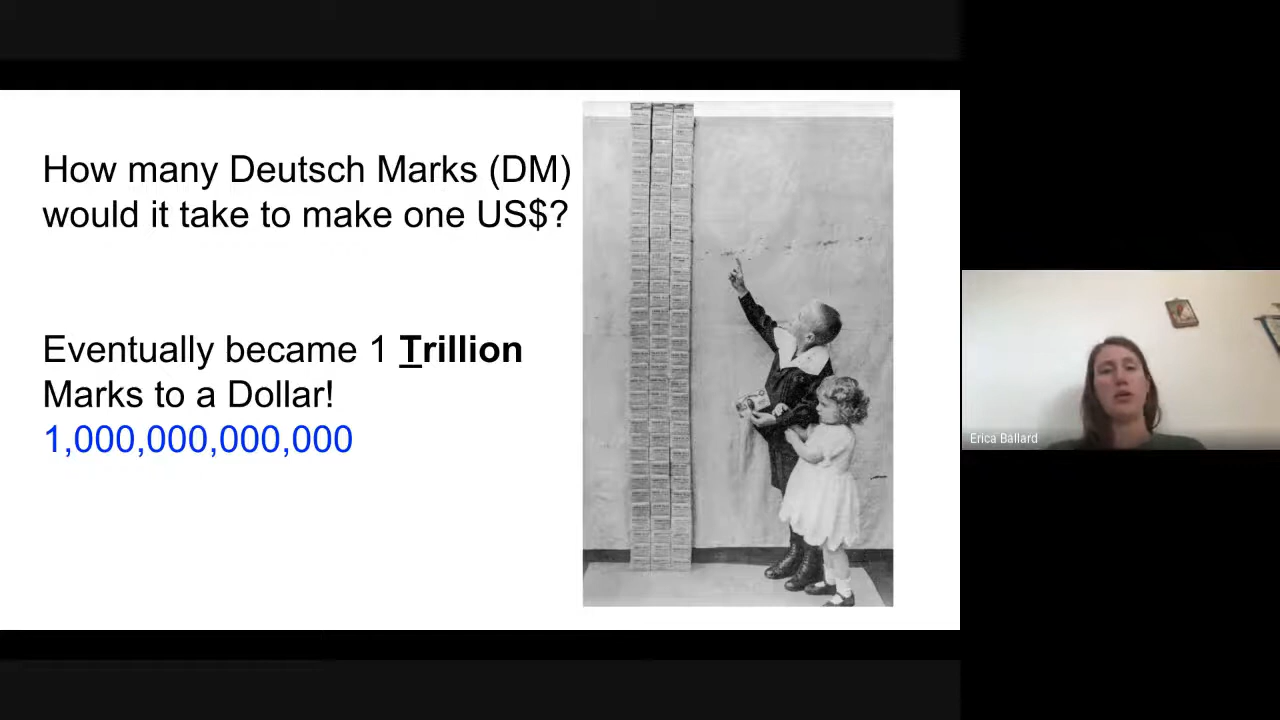 How many Deutsch Marks (DM)
would it take to make one US$?
Eventually became 1 Trillion
Marks to a Dollar!
1,000,000,000,000
Erica Ballard